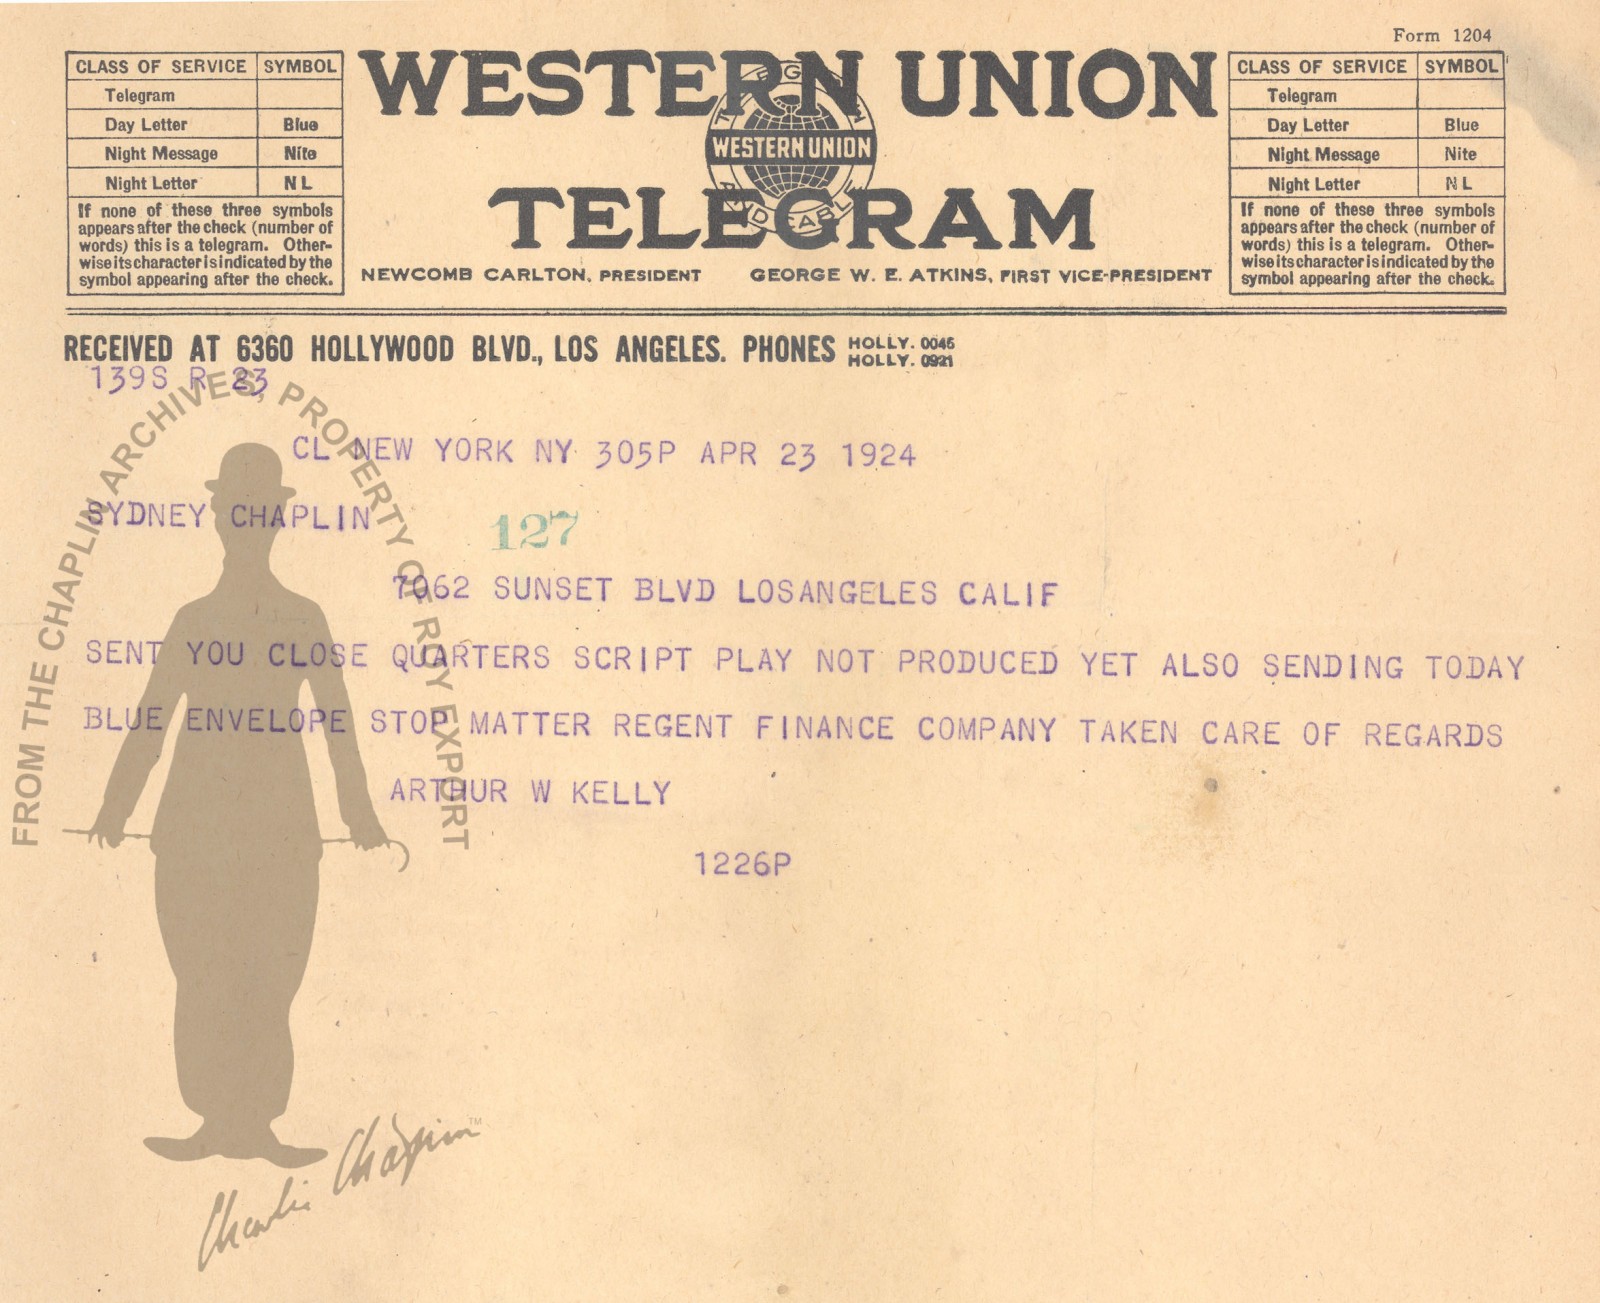 Form 1204
CLASS OF SERVICE SYMBOL
Telegram
Day Letter Blue
Night Message Nite
Night Letter N L
If none of these three symbols
appears after the check (number of
words) this is a telegram. Other-
wise its character is indicated by the
symbol appearing after the check.
WESTERN UNION
WESTERN UNION
TELEGRAM
NEWCOMB CARLTON, PRESIDENT GEORGE W. E. ATKINS, FIRST VICE-PRESIDENT
CLASS OF SERVICE SYMBOL
Telegram
Day Letter Blue
Night Message Nite
Night Letter N L
If none of these three symbols
appears after the check (number of
words) this is a telegram. Other-
wise its character is indicated by the
symbol appearing after the check.
RECEIVED AT 6360 HOLLYWOOD BLVD., LOS ANGELES. PHONES HOLLY. 0045
HOLLY. 0921
139S R 23
CL NEW YORK NY 305P APR 23 1924
SYDNEY CHAPLIN
127
7062 SUNSET BLVD LOSANGELES CALIF
SENT YOU CLOSE QUARTERS SCRIPT PLAY NOT PRODUCED YET ALSO SENDING TODAY
BLUE ENVELOPE STOP MATTER REGENT FINANCE COMPANY TAKEN CARE OF REGARDS
ARTHUR W KELLY
1226P
FROM THE CHAPLIN ARCHIVES, PROPERTY OF ROY EXPORT
Charlie Chaplin™